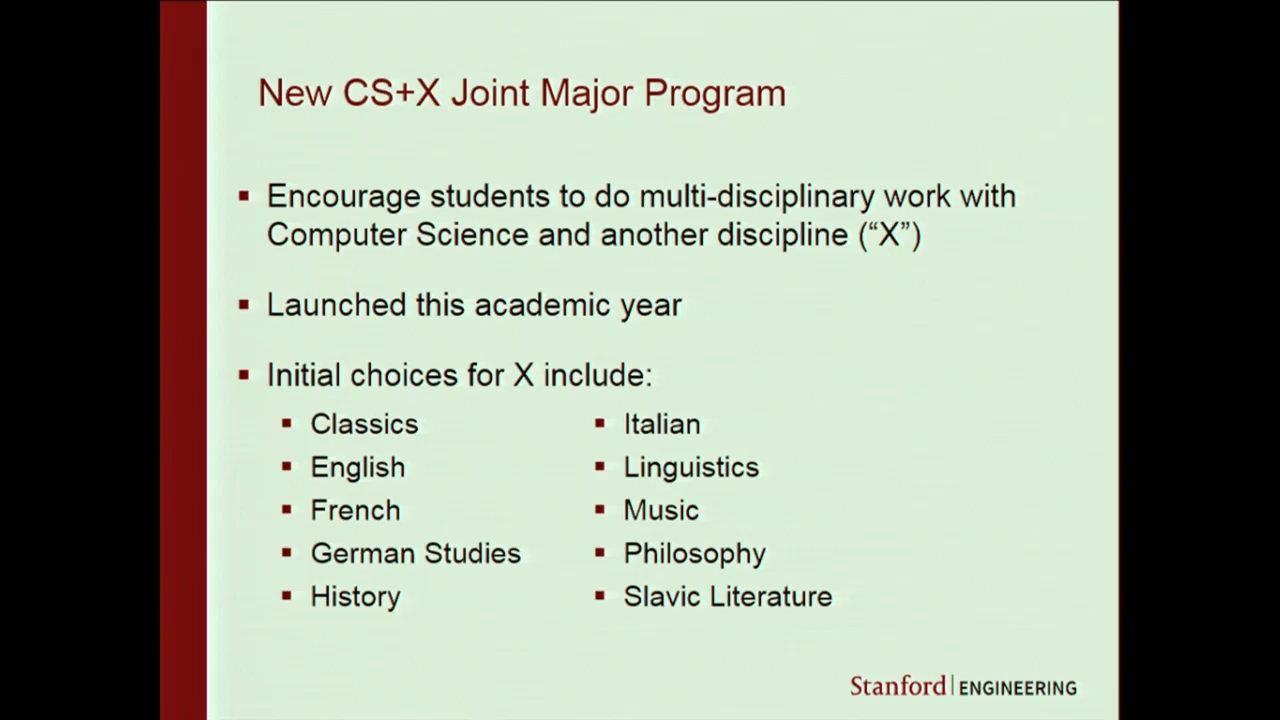 New CS+X Joint Major Program
Encourage students to do multi-disciplinary work with
Computer Science and another discipline (“X”)
Launched this academic year
Initial choices for X include:
Classics
English
French
German Studies
History
Italian
Linguistics
Music
Philosophy
Slavic Literature
Stanford | ENGINEERING